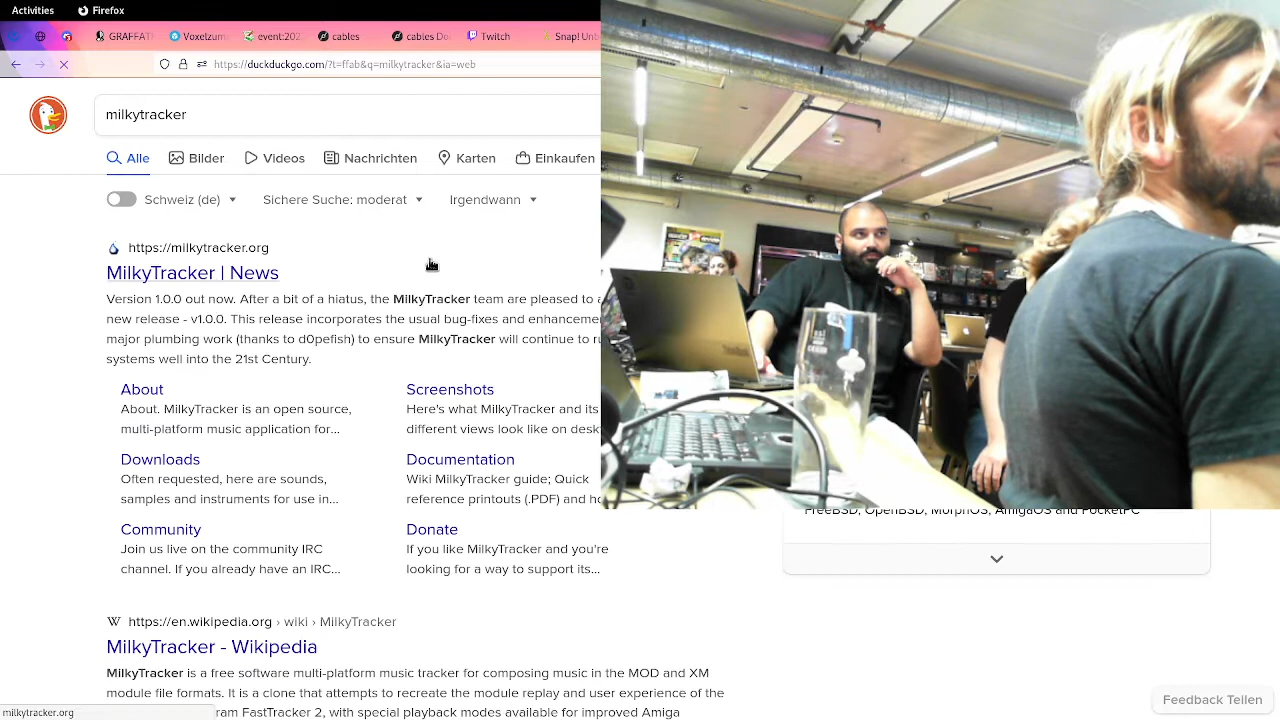 Activities
Firefox
GRAFFAT
Voxelzum
event:202
cables
cables De
Twitch
Snap! Unb
https://duckduckgo.com/?t=ffab&q=milkytracker&ia=web
milkytracker
Alle
Bilder
Videos
Nachrichten
Karten
Einkaufen
Schweiz (de)
Sichere Suche: moderat
Irgendwann
https://milkytracker.org
MilkyTracker | News
Version 1.0.0 out now. After a bit of a hiatus, the MilkyTracker team are pleased to
new release - v1.0.0. This release incorporates the usual bug-fixes and enhancemen
major plumbing work (thanks to d0pefish) to ensure MilkyTracker will continue to ru
systems well into the 21st Century.
About
About. MilkyTracker is an open source,
multi-platform music application for...
Screenshots
Here's what MilkyTracker and its
different views look like on desk
Downloads
Often requested, here are sounds,
samples and instruments for use in...
Documentation
Wiki MilkyTracker guide; Quick
reference printouts (.PDF) and ho
Community
Join us live on the community IRC
channel. If you already have an IRC...
Donate
If you like MilkyTracker and you're
looking for a way to support its...
FreeBSD, OpenBSD, MorphOS, AmigaOS and PocketPC
https://en.wikipedia.org › wiki › MilkyTracker
MilkyTracker - Wikipedia
MilkyTracker is a free software multi-platform music tracker for composing music in the MOD and XM
module file formats. It is a clone that attempts to recreate the module replay and user experience of the
ram FastTracker 2, with special playback modes available for improved Amiga
Feedback Teilen
milkytracker.org